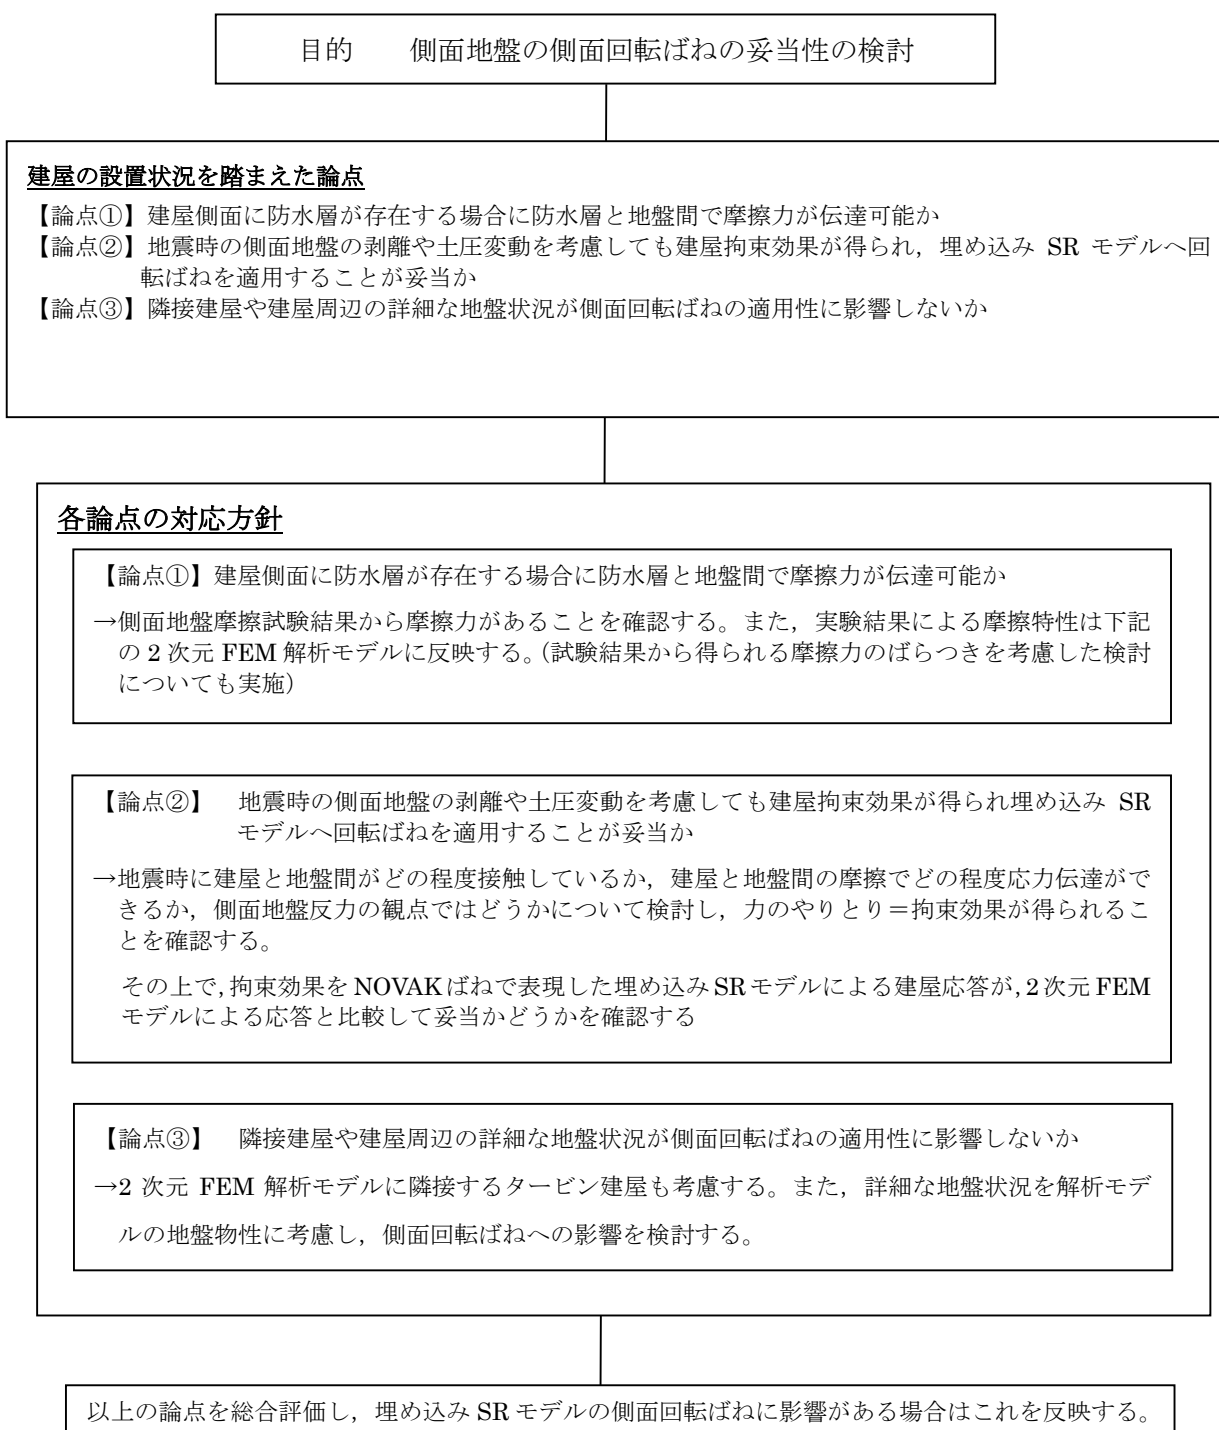 目的　　側面地盤の側面回転ばねの妥当性の検討
建屋の設置状況を踏まえた論点
【論点①】建屋側面に防水層が存在する場合に防水層と地盤間で摩擦力が伝達可能か
【論点②】地震時の側面地盤の剥離や土圧変動を考慮しても建屋拘束効果が得られ，埋め込み SR モデルへ回
転ばねを適用することが妥当か
【論点③】隣接建屋や建屋周辺の詳細な地盤状況が側面回転ばねの適用性に影響しないか
各論点の対応方針
【論点①】建屋側面に防水層が存在する場合に防水層と地盤間で摩擦力が伝達可能か
→側面地盤摩擦試験結果から摩擦力があることを確認する。また，実験結果による摩擦特性は下記
の 2 次元 FEM 解析モデルに反映する。（試験結果から得られる摩擦力のばらつきを考慮した検討
についても実施）
【論点②】　地震時の側面地盤の剥離や土圧変動を考慮しても建屋拘束効果が得られ埋め込み SR
モデルへ回転ばねを適用することが妥当か
→地震時に建屋と地盤間がどの程度接触しているか，建屋と地盤間の摩擦でどの程度応力伝達がで
きるか，側面地盤反力の観点ではどうかについて検討し，力のやりとり＝拘束効果が得られるこ
とを確認する。
その上で，拘束効果を NOVAK ばねで表現した埋め込み SR モデルによる建屋応答が，2 次元 FEM
モデルによる応答と比較して妥当かどうかを確認する
【論点③】　隣接建屋や建屋周辺の詳細な地盤状況が側面回転ばねの適用性に影響しないか
→2 次元 FEM 解析モデルに隣接するタービン建屋も考慮する。また，詳細な地盤状況を解析モデ
ルの地盤物性に考慮し，側面回転ばねへの影響を検討する。
以上の論点を総合評価し，埋め込み SR モデルの側面回転ばねに影響がある場合はこれを反映する。